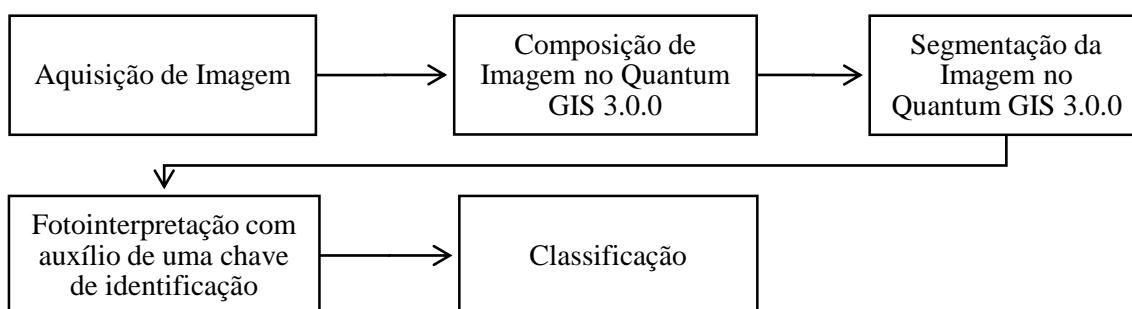 Aquisição de Imagem
Composição de
Imagem no Quantum
GIS 3.0.0
Segmentação da
Imagem no
Quantum GIS 3.0.0
Fotointerpretação com
auxílio de uma chave
de identificação
Classificação